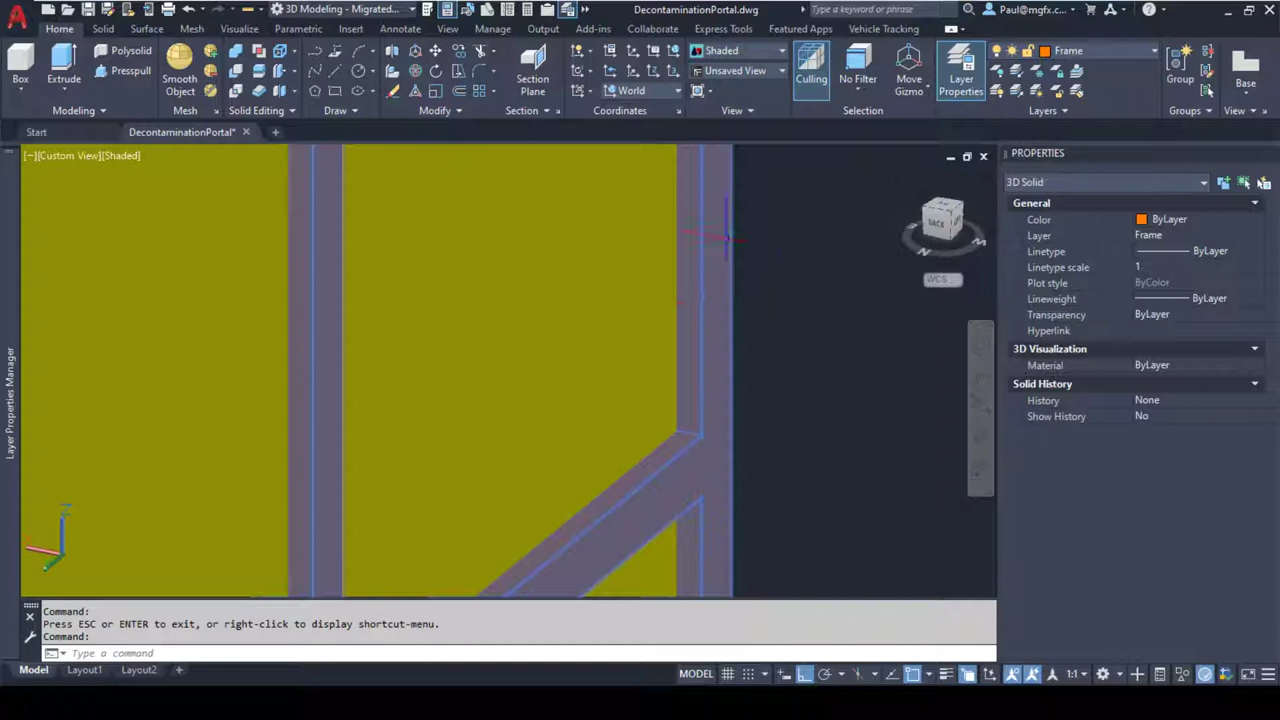 3D Modeling - Migrated...
Share
DecontaminationPortal.dwg
Type a keyword or phrase
Paul@mgfx.c...
Home
Solid
Surface
Mesh
Visualize
Parametric
Insert
Annotate
View
Manage
Output
Add-ins
Collaborate
Express Tools
Featured Apps
Vehicle Tracking
Box
Extrude
Polysolid
Presspull
Smooth
Object
Section
Plane
World
Shaded
Unsaved View
Culling
No Filter
Move
Gizmo
Layer
Properties
Frame
Group
Base
Modeling
Mesh
Solid Editing
Draw
Modify
Section
Coordinates
View
Selection
Layers
Groups
View
Start
DecontaminationPortal*
[−][Custom View][Shaded]
BACK
N
WCS
Layer Properties Manager
PROPERTIES
3D Solid
General
Color ByLayer
Layer Frame
Linetype ByLayer
Linetype scale 1
Plot style ByColor
Lineweight ByLayer
Transparency ByLayer
Hyperlink
3D Visualization
Material ByLayer
Solid History
History None
Show History No
Command:
Press ESC or ENTER to exit, or right-click to display shortcut-menu.
Command:
Type a command
Model
Layout1
Layout2
MODEL
1:1